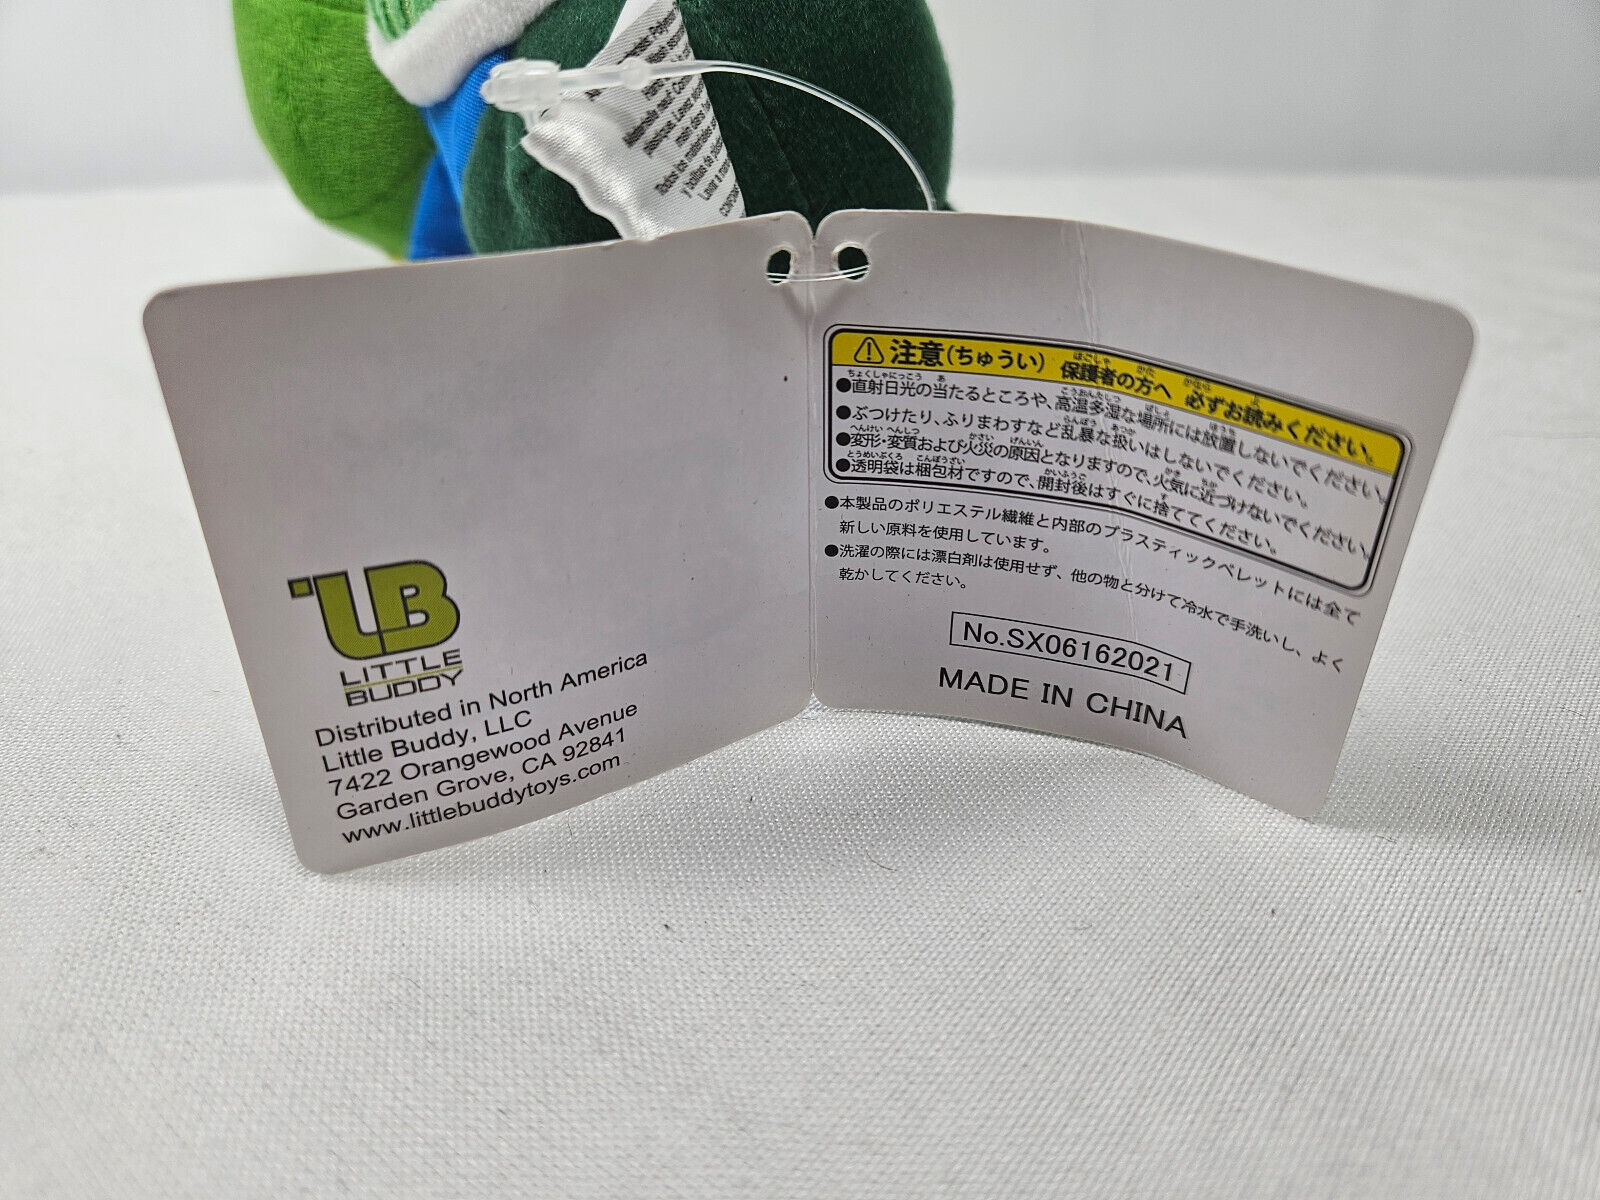 Todos los materiales
LB
LITTLE
BUDDY
Distributed in North America
Little Buddy, LLC
7422 Orangewood Avenue
Garden Grove, CA 92841
www.littlebuddytoys.com
⚠注意(ちゅうい) 保護者の方へ 必ずお読みください。
●直射日光の当たるところや、高温多湿な場所には放置しないでください。
●ぶつけたり、ふりまわすなど乱暴な扱いはしないでください。
●変形・変質および火災の原因となりますので、火気に近づけないでください。
●透明袋は梱包材ですので、開封後はすぐに捨ててください。
●本製品のポリエステル繊維と内部のプラスティックペレットには全て
新しい原料を使用しています。
●洗濯の際には漂白剤は使用せず、他の物と分けて冷水で手洗いし、よく
乾かしてください。
No.SX06162021
MADE IN CHINA